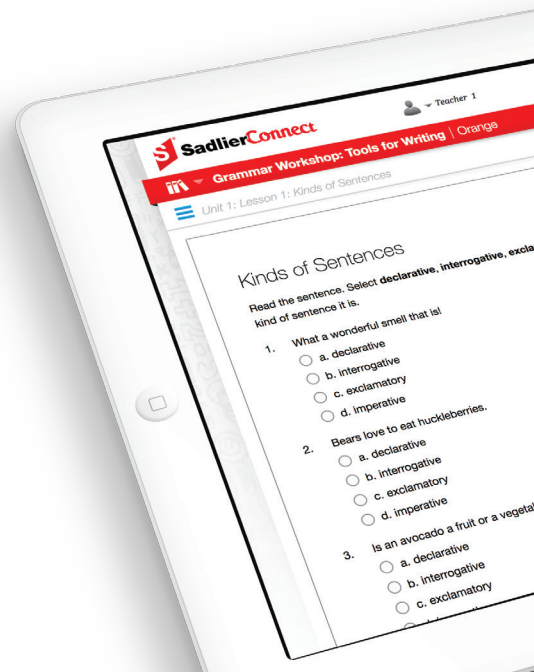 SadlierConnect
Teacher 1
Grammar Workshop: Tools for Writing | Orange
Unit 1: Lesson 1: Kinds of Sentences
Kinds of Sentences
Read the sentence. Select declarative, interrogative,
kind of sentence it is.
1. What a wonderful smell that is!
a. declarative
b. interrogative
c. exclamatory
d. imperative
2. Bears love to eat huckleberries.
a. declarative
b. interrogative
c. exclamatory
d. imperative
3. Is an avocado a fruit or a
a. declarative
b. interrogative
c. exclamatory